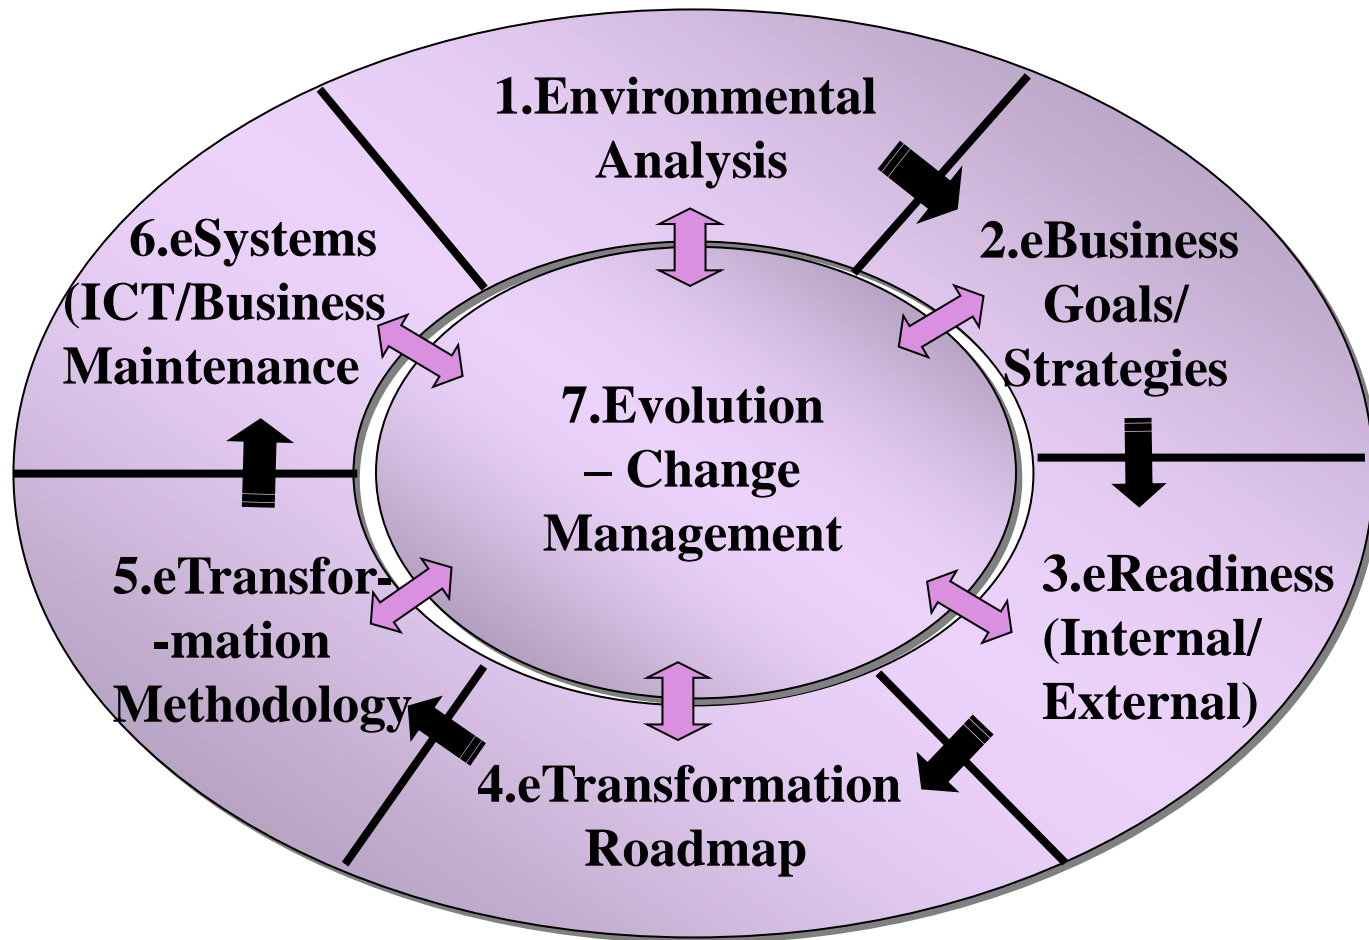 1.Environmental
Analysis
2.eBusiness
Goals/
Strategies
3.eReadiness
(Internal/
External)
4.eTransformation
Roadmap
5.eTransfor-
-mation
Methodology
6.eSystems
(ICT/Business
Maintenance
7.Evolution
– Change
Management